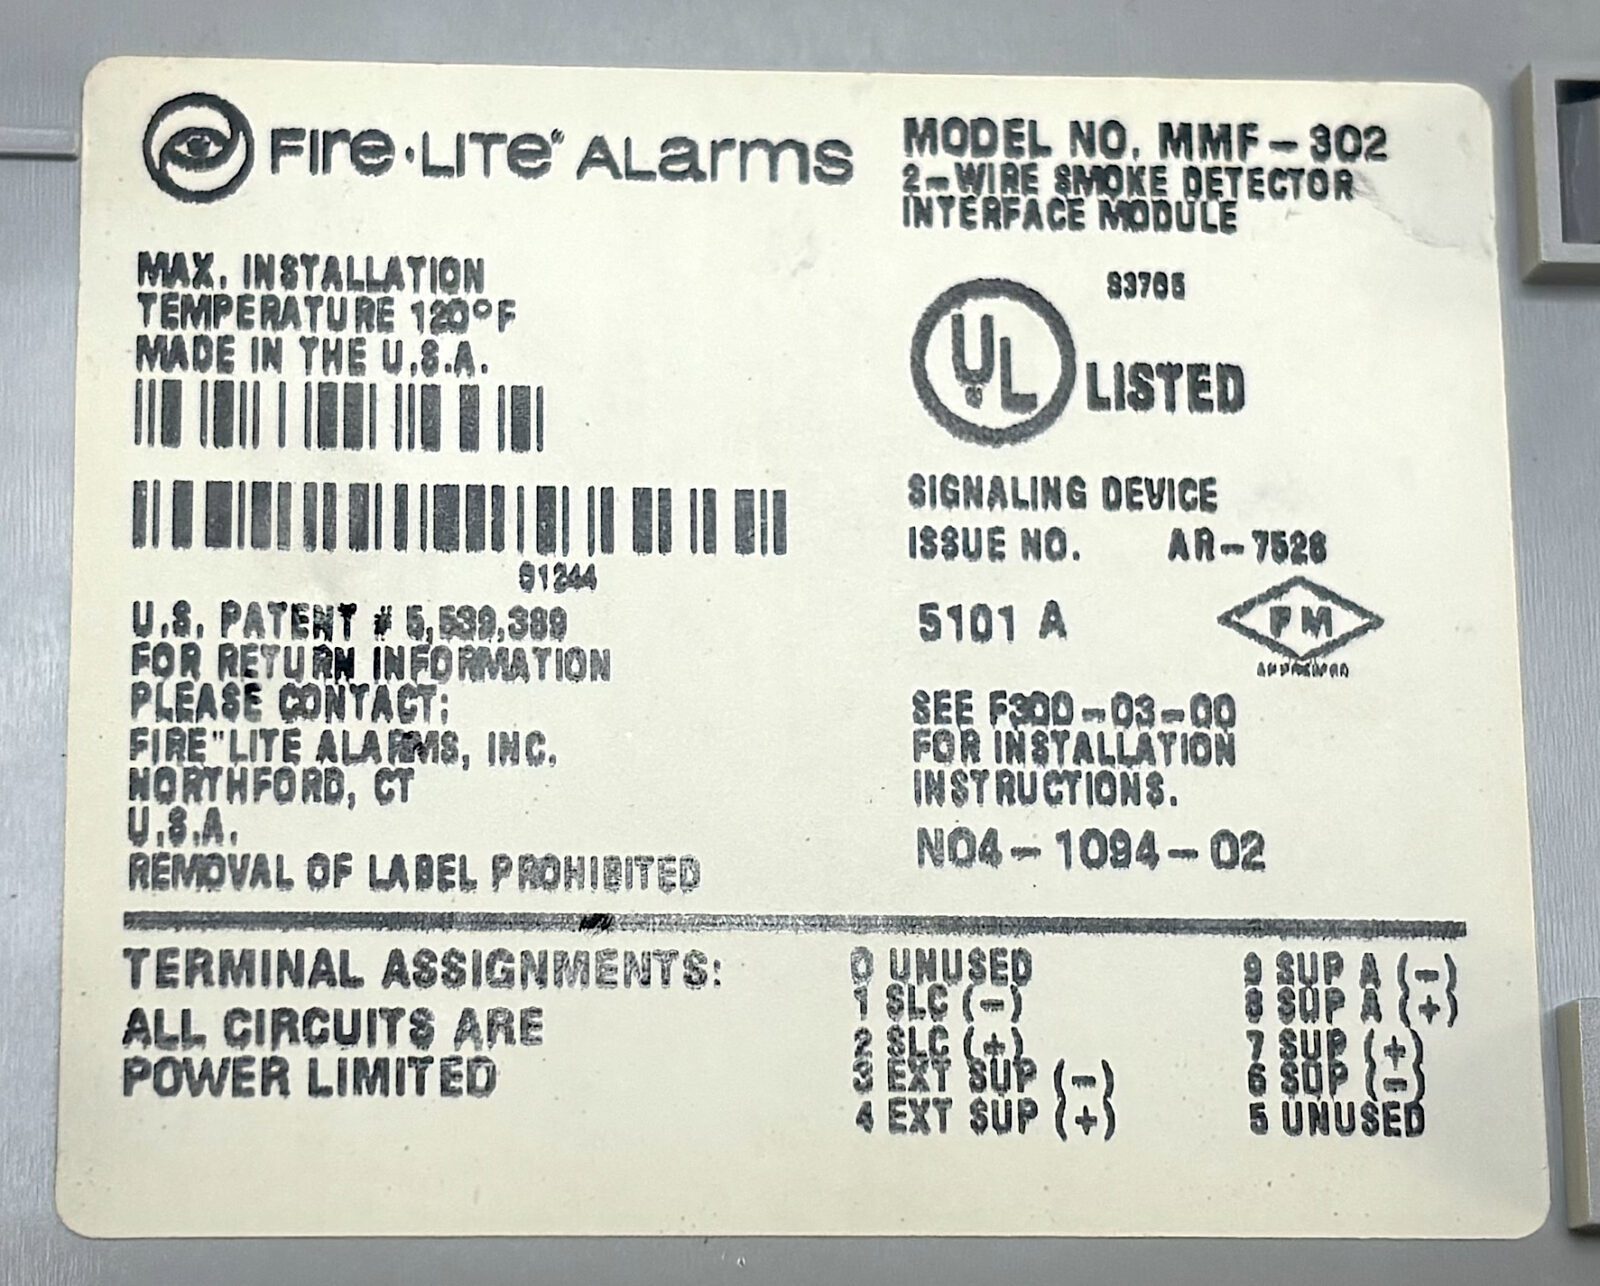 FIre·LITe" ALarms
MAX. INSTALLATION
TEMPERATURE 120°F
MADE IN THE U.S.A.
U.S. PATENT # 5,539,389
FOR RETURN INFORMATION
PLEASE CONTACT:
FIRE"LITE ALARMS, INC.
NORTHFORD, CT
U.S.A.
REMOVAL OF LABEL PROHIBITED
MODEL NO. MMF-302
2-WIRE SMOKE DETECTOR
INTERFACE MODULE
S3705
UL LISTED
SIGNALING DEVICE
ISSUE NO. AR-7526
5101 A
FM
APPROVED
SEE F300-03-00
FOR INSTALLATION
INSTRUCTIONS.
N04-1094-02
TERMINAL ASSIGNMENTS:
ALL CIRCUITS ARE
POWER LIMITED
0 UNUSED
1 SLC (-)
2 SLC (+)
3 EXT SUP (-)
4 EXT SUP (+)
9 SUP A (-)
8 SUP A (+)
7 SUP (+)
6 SUP (-)
5 UNUSED